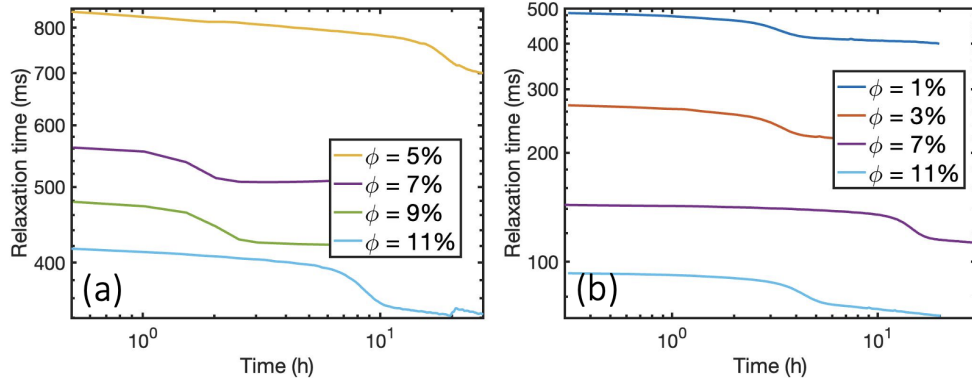 800
700
600
500
400
Relaxation time (ms)
ϕ = 5%
ϕ = 7%
ϕ = 9%
ϕ = 11%
(a)
10⁰
10¹
Time (h)
500
400
300
200
100
Relaxation time (ms)
ϕ = 1%
ϕ = 3%
ϕ = 7%
ϕ = 11%
(b)
10⁰
10¹
Time (h)